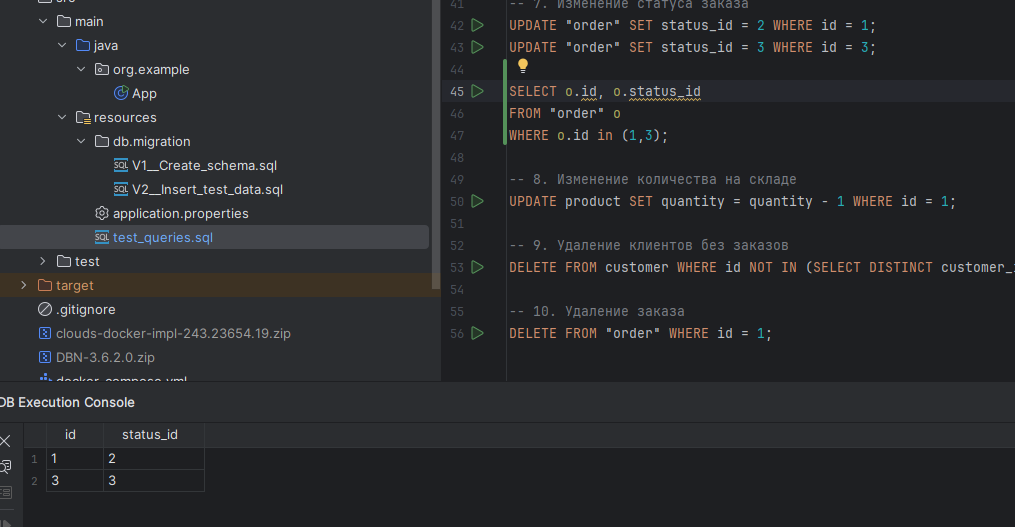 main
java
org.example
App
resources
db.migration
SQL V1__Create_schema.sql
SQL V2__Insert_test_data.sql
application.properties
SQL test_queries.sql
test
target
.gitignore
clouds-docker-impl-243.23654.19.zip
DBN-3.6.2.0.zip
41 -- 7. Изменение статуса заказа
42 UPDATE "order" SET status_id = 2 WHERE id = 1;
43 UPDATE "order" SET status_id = 3 WHERE id = 3;
44
45 SELECT o.id, o.status_id
46 FROM "order" o
47 WHERE o.id in (1,3);
48
49 -- 8. Изменение количества на складе
50 UPDATE product SET quantity = quantity - 1 WHERE id = 1;
51
52 -- 9. Удаление клиентов без заказов
53 DELETE FROM customer WHERE id NOT IN (SELECT DISTINCT customer_
54
55 -- 10. Удаление заказа
56 DELETE FROM "order" WHERE id = 1;
DB Execution Console
id status_id
1 1 2
2 3 3